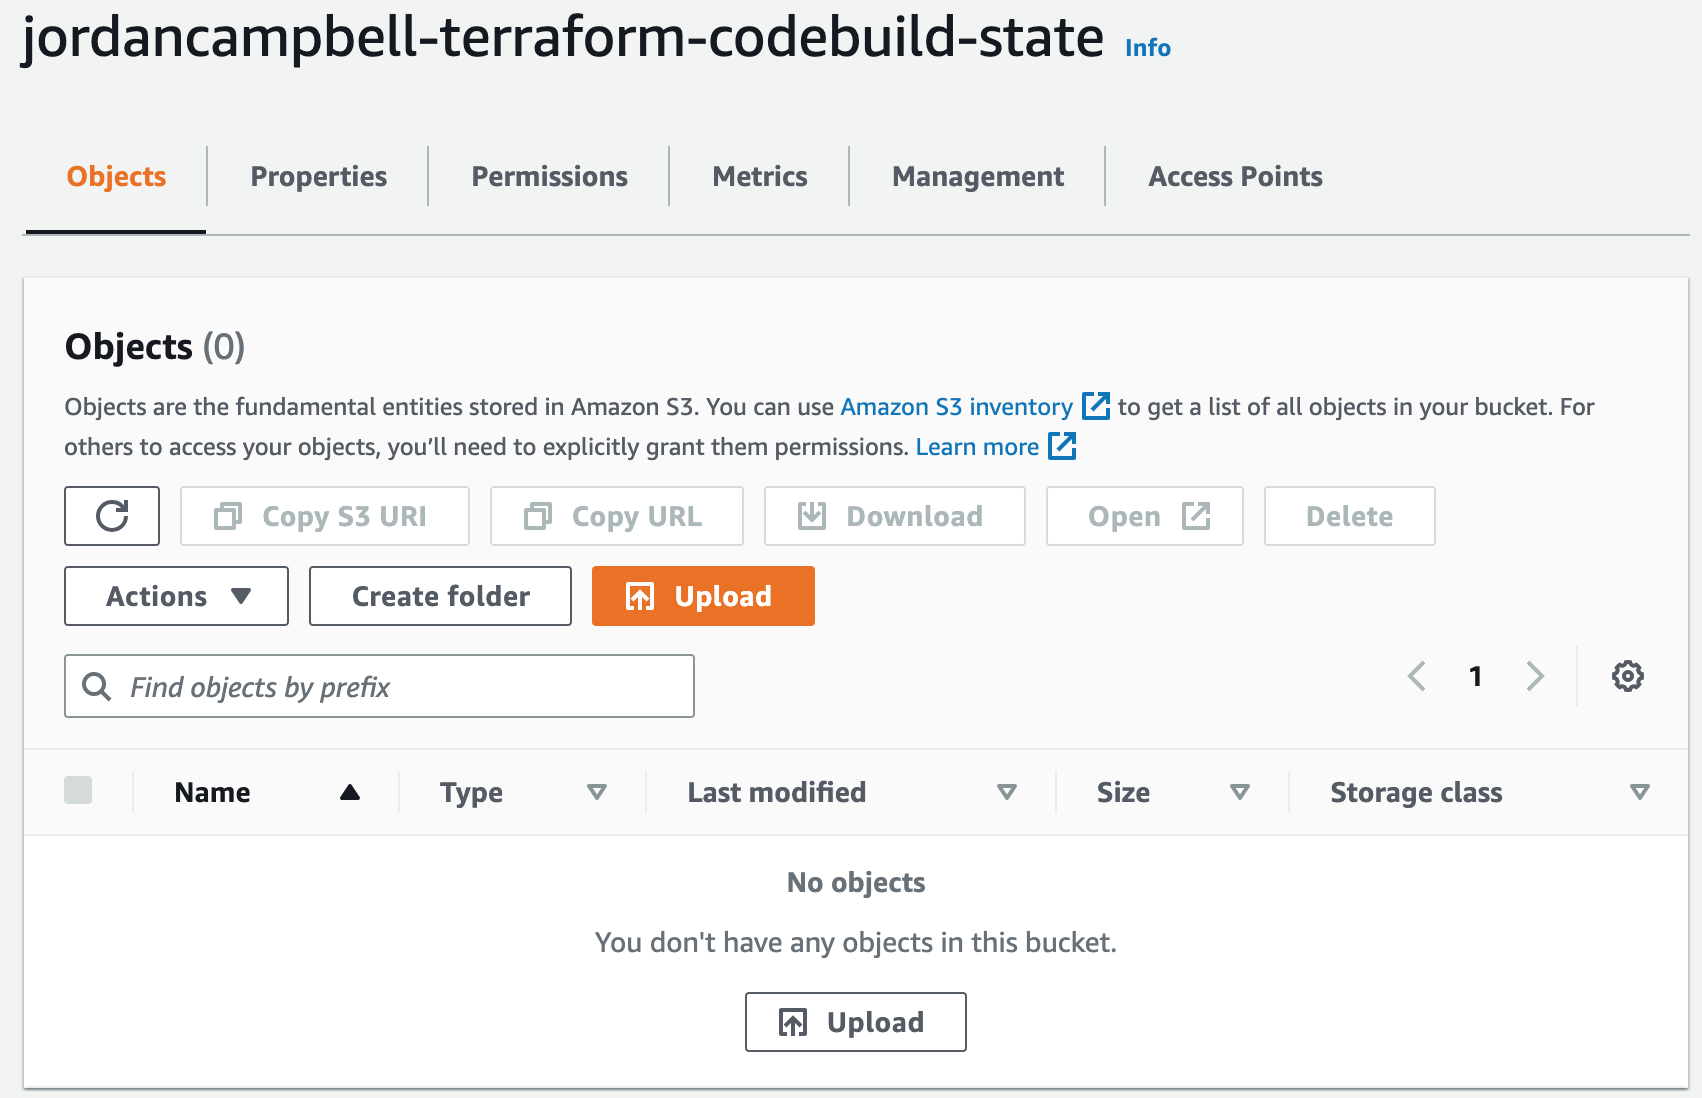 jordancampbell-terraform-codebuild-state Info
Objects Properties Permissions Metrics Management Access Points
Objects (0)
Objects are the fundamental entities stored in Amazon S3. You can use Amazon S3 inventory to get a list of all objects in your bucket. For
others to access your objects, you’ll need to explicitly grant them permissions. Learn more
Copy S3 URI Copy URL Download Open Delete
Actions Create folder Upload
Find objects by prefix 1
Name Type Last modified Size Storage class
No objects
You don't have any objects in this bucket.
Upload